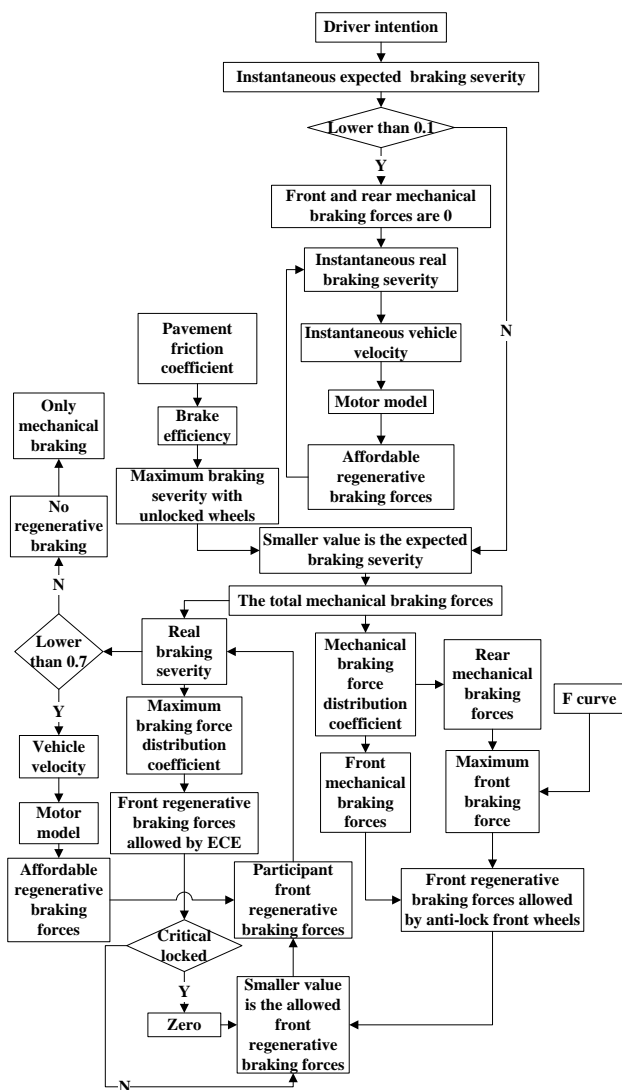 Driver intention
Instantaneous expected braking severity
Lower than 0.1
Y
Front and rear mechanical
braking forces are 0
Instantaneous real
braking severity
N
Instantaneous vehicle
velocity
Motor model
Affordable
regenerative
braking forces
Pavement
friction
coefficient
Brake
efficiency
Maximum braking
severity with
unlocked wheels
Only
mechanical
braking
No
regenerative
braking
N
Smaller value is the expected
braking severity
The total mechanical braking forces
Lower
than 0.7
Y
Vehicle
velocity
Motor
model
Affordable
regenerative
braking forces
Real
braking
severity
Maximum
braking force
distribution
coefficient
Front regenerative
braking forces
allowed by ECE
Critical
locked
Y
Zero
N
Participant
front
regenerative
braking forces
Smaller value
is the allowed
front
regenerative
braking forces
Mechanical
braking
force
distribution
coefficient
Front
mechanical
braking
forces
Rear
mechanical
braking
forces
F curve
Maximum
front
braking
force
Front regenerative
braking forces allowed
by anti-lock front wheels